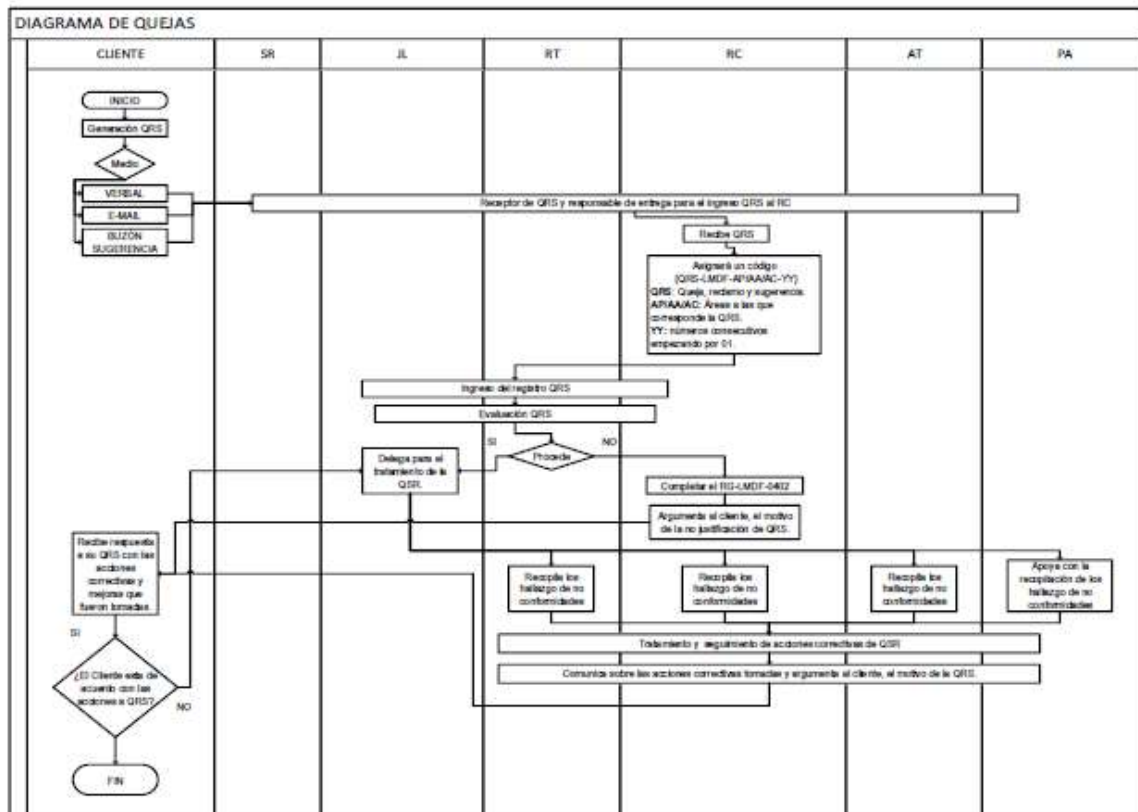 DIAGRAMA DE QUEJAS
CLIENTE
SR
JL
RT
RC
AT
PA
INICIO
Generación QRS
Medio
VERBAL
E-MAIL
BUZÓN
SUGERENCIA
Receptor de QRS y responsable de entrega para el ingreso QRS al RC
Recibe QRS
Asignará un código
(QRS-LMDF-AP/AA/AC-YY)
QRS: Queja, reclamo y sugerencia.
AP/AA/AC: Áreas a las que
corresponde la QRS.
YY: números consecutivos
empezando por 01.
Ingreso del registro QRS
Evaluación QRS
SI
Procede
NO
Delega para el
tratamiento de la
QSR.
Completar el RG-LMDF-0402
Argumenta al cliente, el motivo
de la no justificación de QRS.
Recibe respuesta
a su QRS con las
acciones
correctivas y
mejoras que
fueron tomadas.
Recopila los
hallazgo de no
conformidades
Recopila los
hallazgo de no
conformidades
Recopila los
hallazgo de no
conformidades
Apoya con la
recopilación de los
hallazgo de no
conformidades
Tratamiento y seguimiento de acciones correctivas de QSR
Comunica sobre las acciones correctivas tomadas y argumenta al cliente, el motivo de la QRS.
SI
¿El Cliente esta de
acuerdo con las
acciones a QRS?
NO
FIN